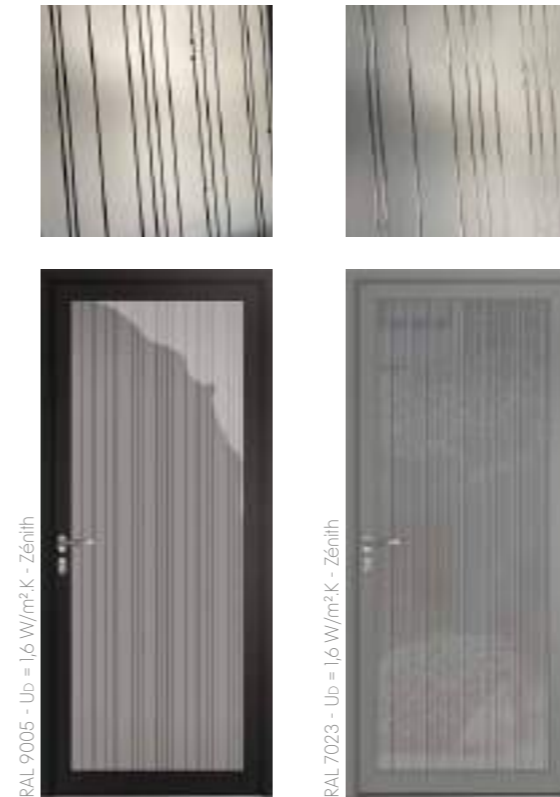 RAL 9005 - UD = 1,6 W/m².K - Zénith
RAL 7023 - UD = 1,6 W/m².K - Zénith